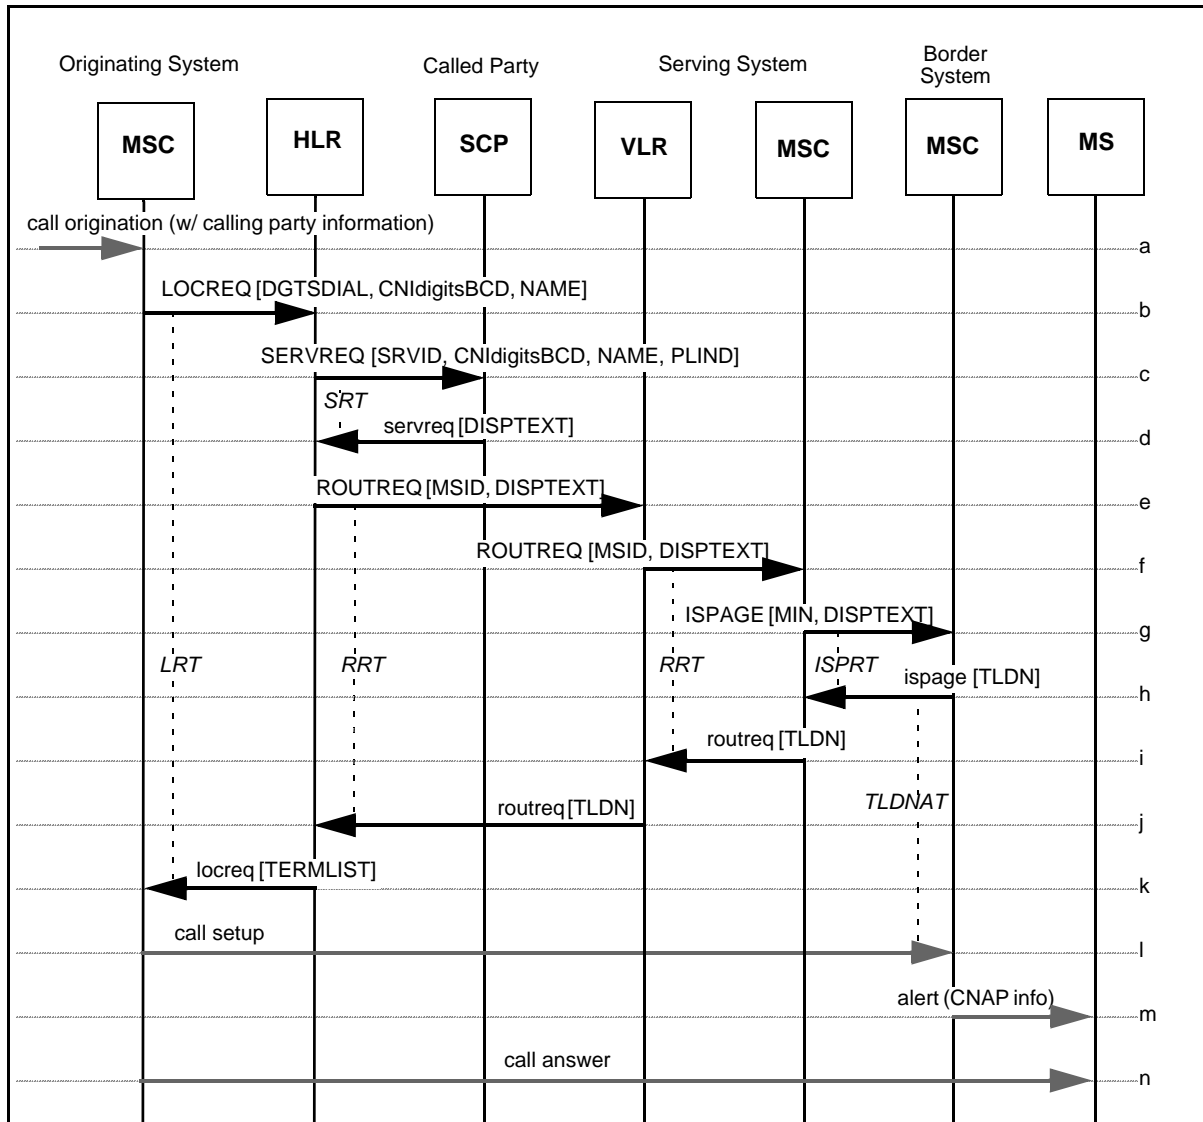 Originating System
Called Party
Serving System
Border
System
MSC
HLR
SCP
VLR
MSC
MSC
MS
call origination (w/ calling party information)
a
LOCREQ [DGTSDIAL, CNIdigitsBCD, NAME]
b
SERVREQ [SRVID, CNIdigitsBCD, NAME, PLIND]
c
SRT
servreq [DISPTEXT]
d
ROUTREQ [MSID, DISPTEXT]
e
ROUTREQ [MSID, DISPTEXT]
f
ISPAGE [MIN, DISPTEXT]
g
LRT
RRT
RRT
ISPRT
ispage [TLDN]
h
routreq [TLDN]
i
TLDNAT
routreq [TLDN]
j
locreq [TERMLIST]
k
call setup
l
alert (CNAP info)
m
call answer
n